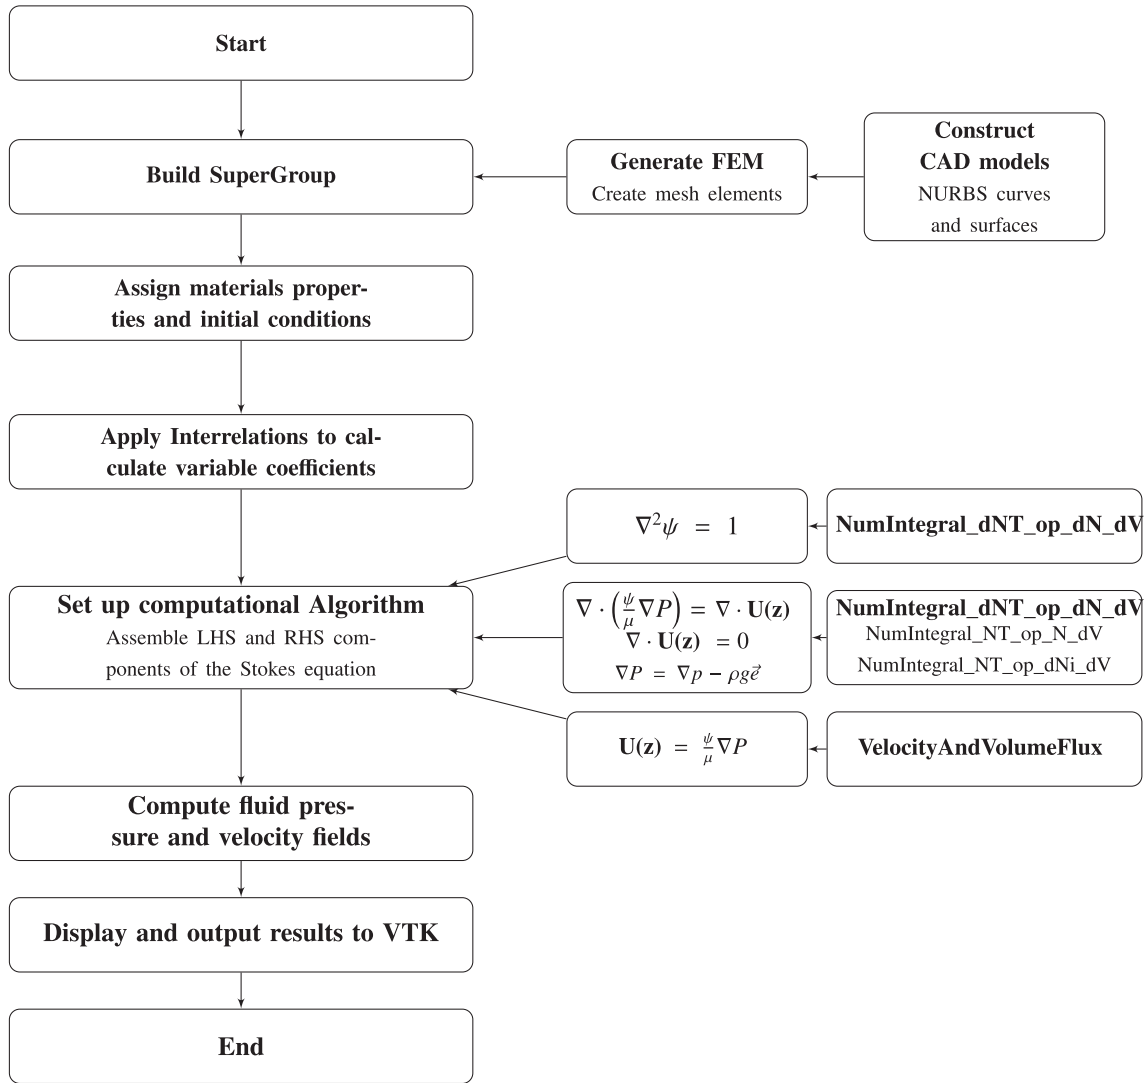 Start
Build SuperGroup
Generate FEM
Create mesh elements
Construct
CAD models
NURBS curves
and surfaces
Assign materials proper-
ties and initial conditions
Apply Interrelations to cal-
culate variable coefficients
∇²ψ = 1
NumIntegral_dNT_op_dN_dV
Set up computational Algorithm
Assemble LHS and RHS com-
ponents of the Stokes equation
∇ · (ψ/μ ∇P) = ∇ · U(z)
∇ · U(z) = 0
∇P = ∇p − ρge⃗
NumIntegral_dNT_op_dN_dV
NumIntegral_NT_op_N_dV
NumIntegral_NT_op_dNi_dV
U(z) = ψ/μ ∇P
VelocityAndVolumeFlux
Compute fluid pres-
sure and velocity fields
Display and output results to VTK
End